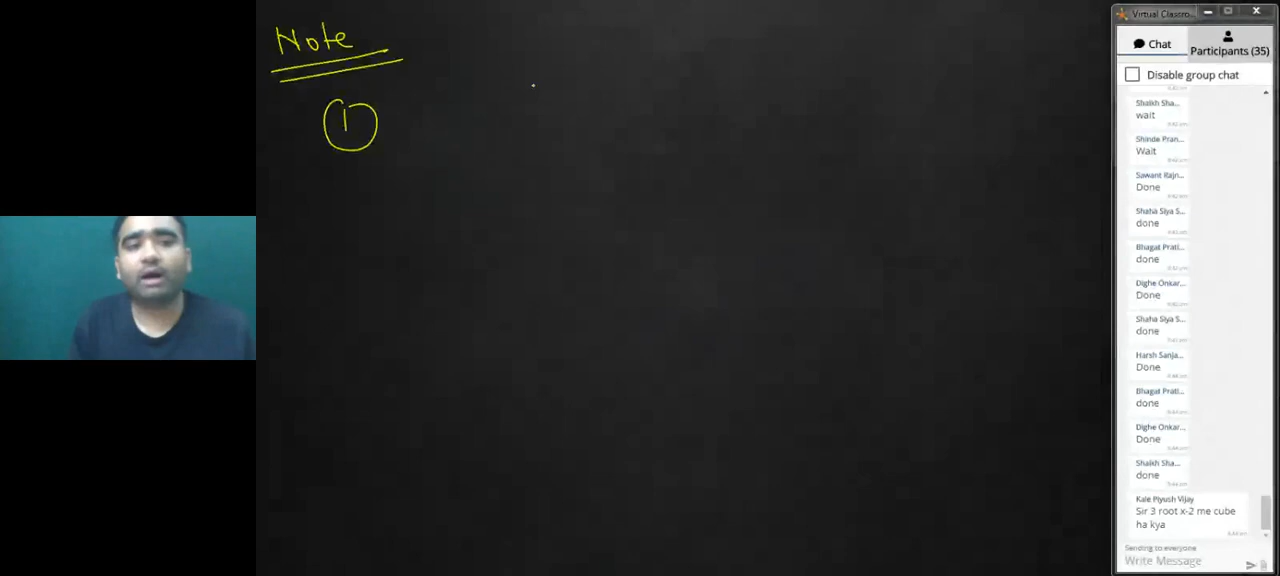 Note
1
Virtual Classro...
Chat
Participants (35)
Disable group chat
Shaikh Sha...
wait
Shinde Pran...
Wait
Sawant Rajn...
Done
Shaha Siya S...
done
Bhagat Prati...
done
Dighe Onkar...
Done
Shaha Siya S...
done
Harsh Sanja...
Done
Bhagat Prati...
done
Dighe Onkar...
Done
Shaikh Sha...
done
Kale Piyush Vijay
Sir 3 root x-2 me cube
ha kya
Sending to everyone
Write Message